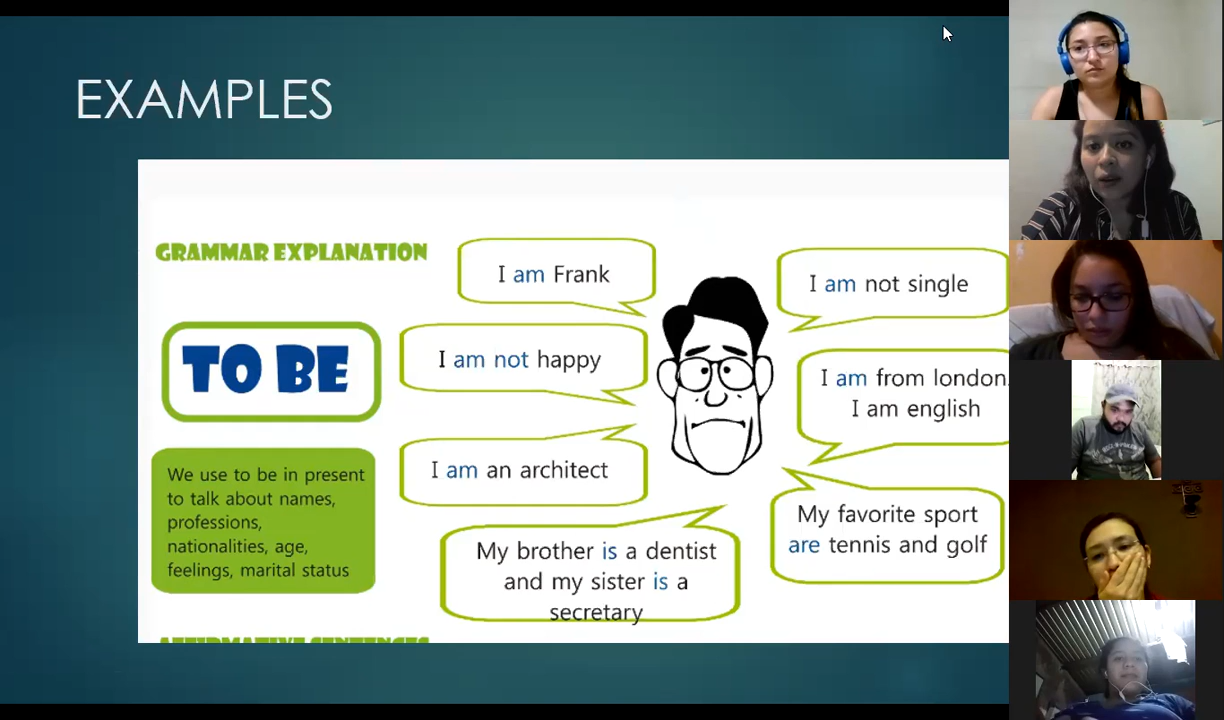 EXAMPLES
GRAMMAR EXPLANATION
TO BE
We use to be in present
to talk about names,
professions,
nationalities, age,
feelings, marital status
I am Frank
I am not happy
I am an architect
My brother is a dentist
and my sister is a
secretary
I am not single
I am from london.
I am english
My favorite sport
are tennis and golf
AFFIRMATIVE SENTENCES